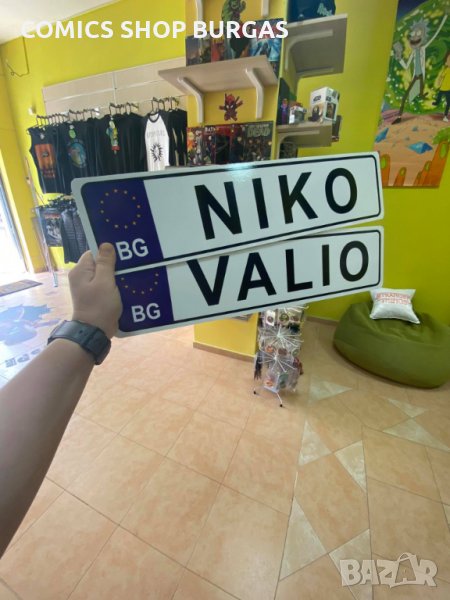 COMICS SHOP BURGAS
BG NIKO
BG VALIO
BAZAR